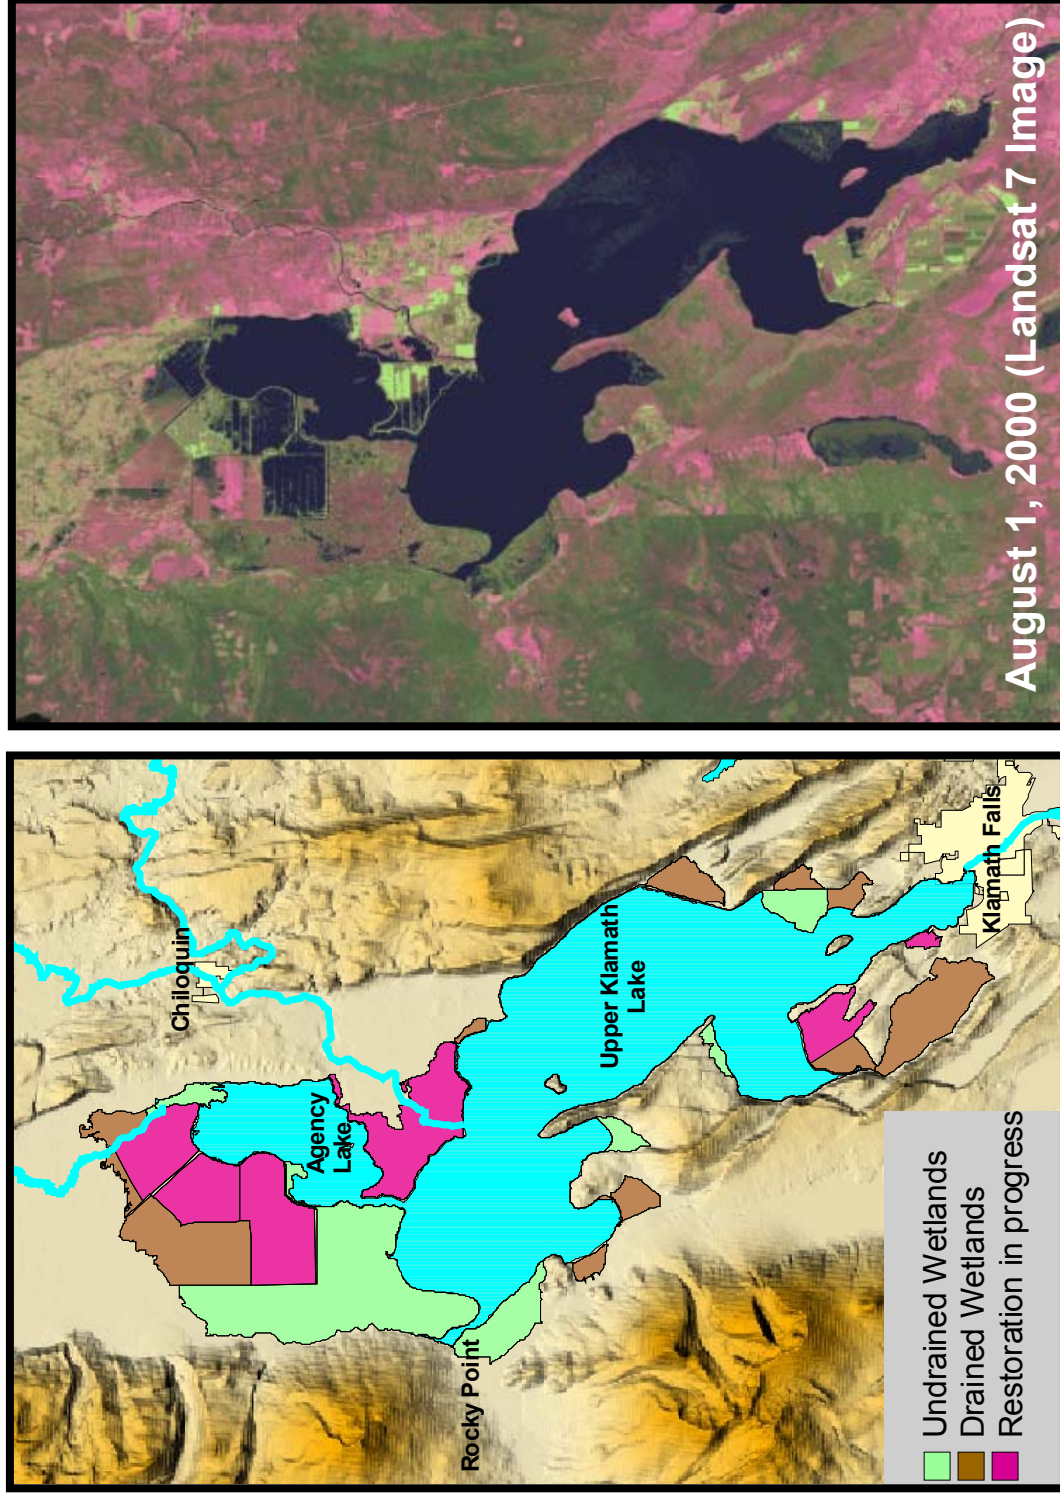 Chiloquin
Agency
Lake
Upper Klamath
Lake
Rocky Point
Klamath Falls
Undrained Wetlands
Drained Wetlands
Restoration in progress
August 1, 2000 (Landsat 7 Image)